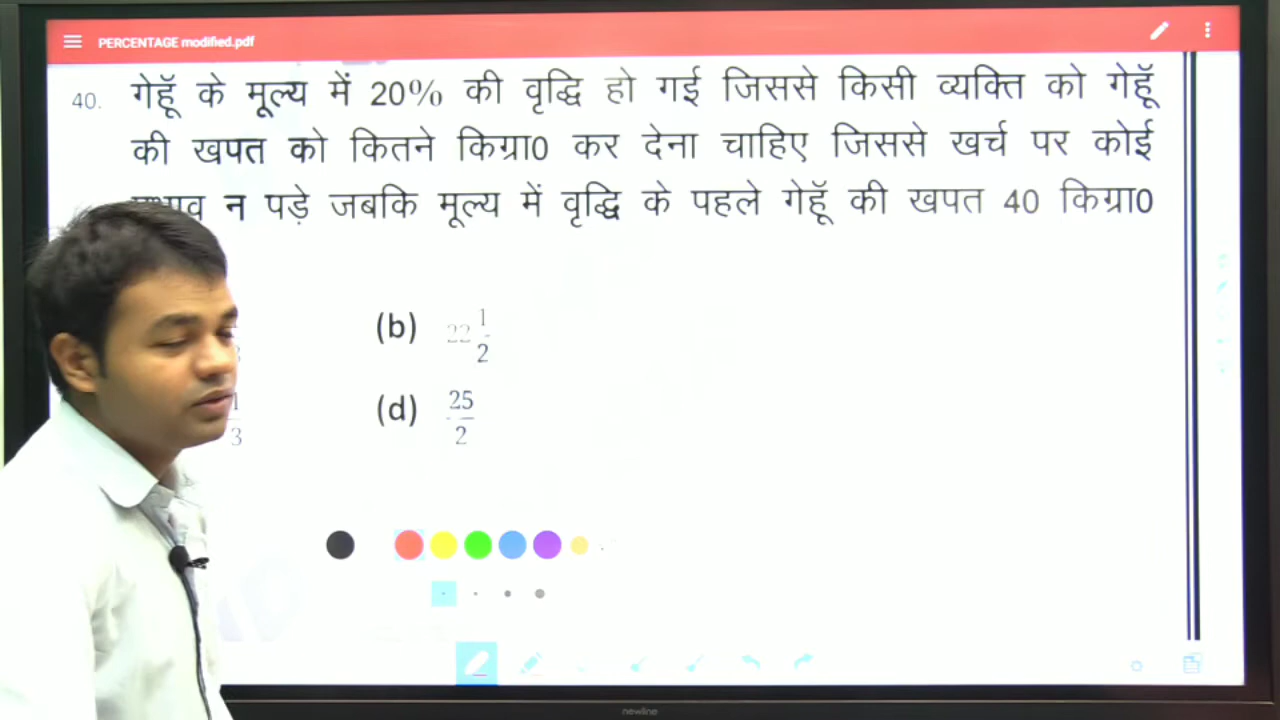 PERCENTAGE modified.pdf
40. गेहूँ के मूल्य में 20% की वृद्धि हो गई जिससे किसी व्यक्ति को गेहूँ
की खपत को कितने किग्रा0 कर देना चाहिए जिससे खर्च पर कोई
न पड़े जबकि मूल्य में वृद्धि के पहले गेहूँ की खपत 40 किग्रा0
(b) 22 1/2
(d) 25/2
newline